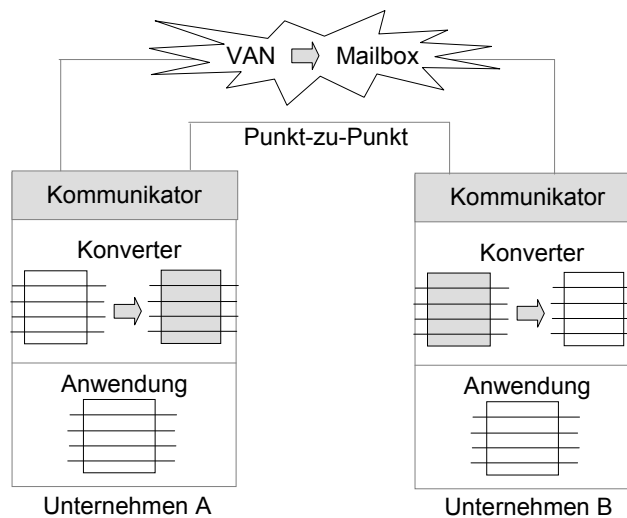 VAN Mailbox
Punkt-zu-Punkt
Kommunikator
Konverter
Anwendung
Unternehmen A
Kommunikator
Konverter
Anwendung
Unternehmen B